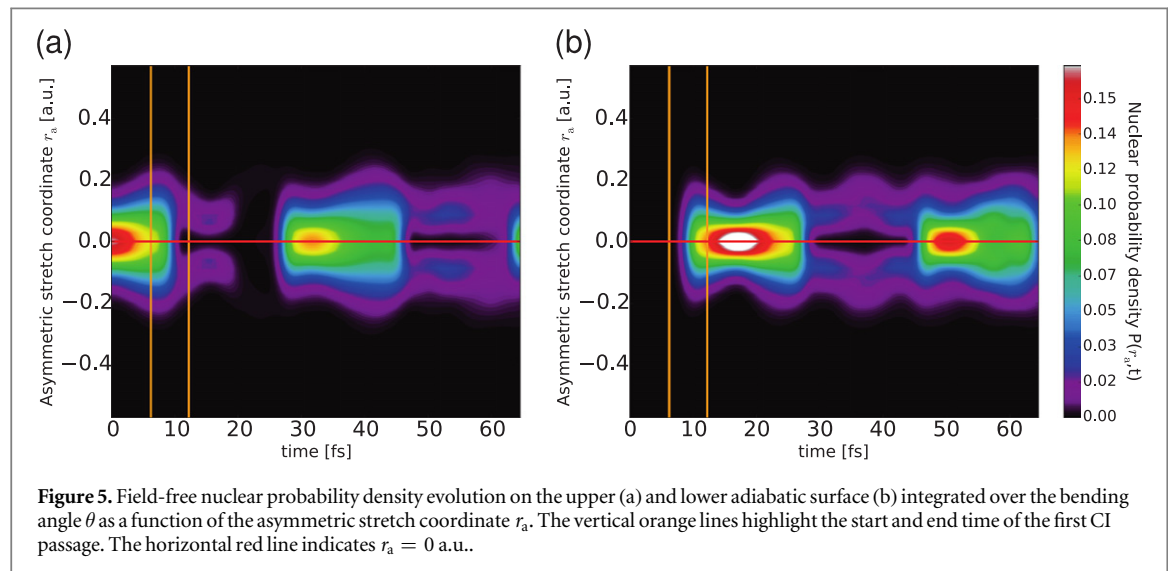 (a)
(b)
Asymmetric stretch coordinate rₐ [a.u.]
0.4
0.2
0.0
−0.2
−0.4
0 10 20 30 40 50 60
time [fs]
Asymmetric stretch coordinate rₐ [a.u.]
0.4
0.2
0.0
−0.2
−0.4
0 10 20 30 40 50 60
time [fs]
0.15
0.14
0.12
0.10
0.08
0.07
0.05
0.03
0.02
0.00
Nuclear probability density P(rₐ,t)
Figure 5. Field-free nuclear probability density evolution on the upper (a) and lower adiabatic surface (b) integrated over the bending
angle θ as a function of the asymmetric stretch coordinate rₐ. The vertical orange lines highlight the start and end time of the first CI
passage. The horizontal red line indicates rₐ = 0 a.u..